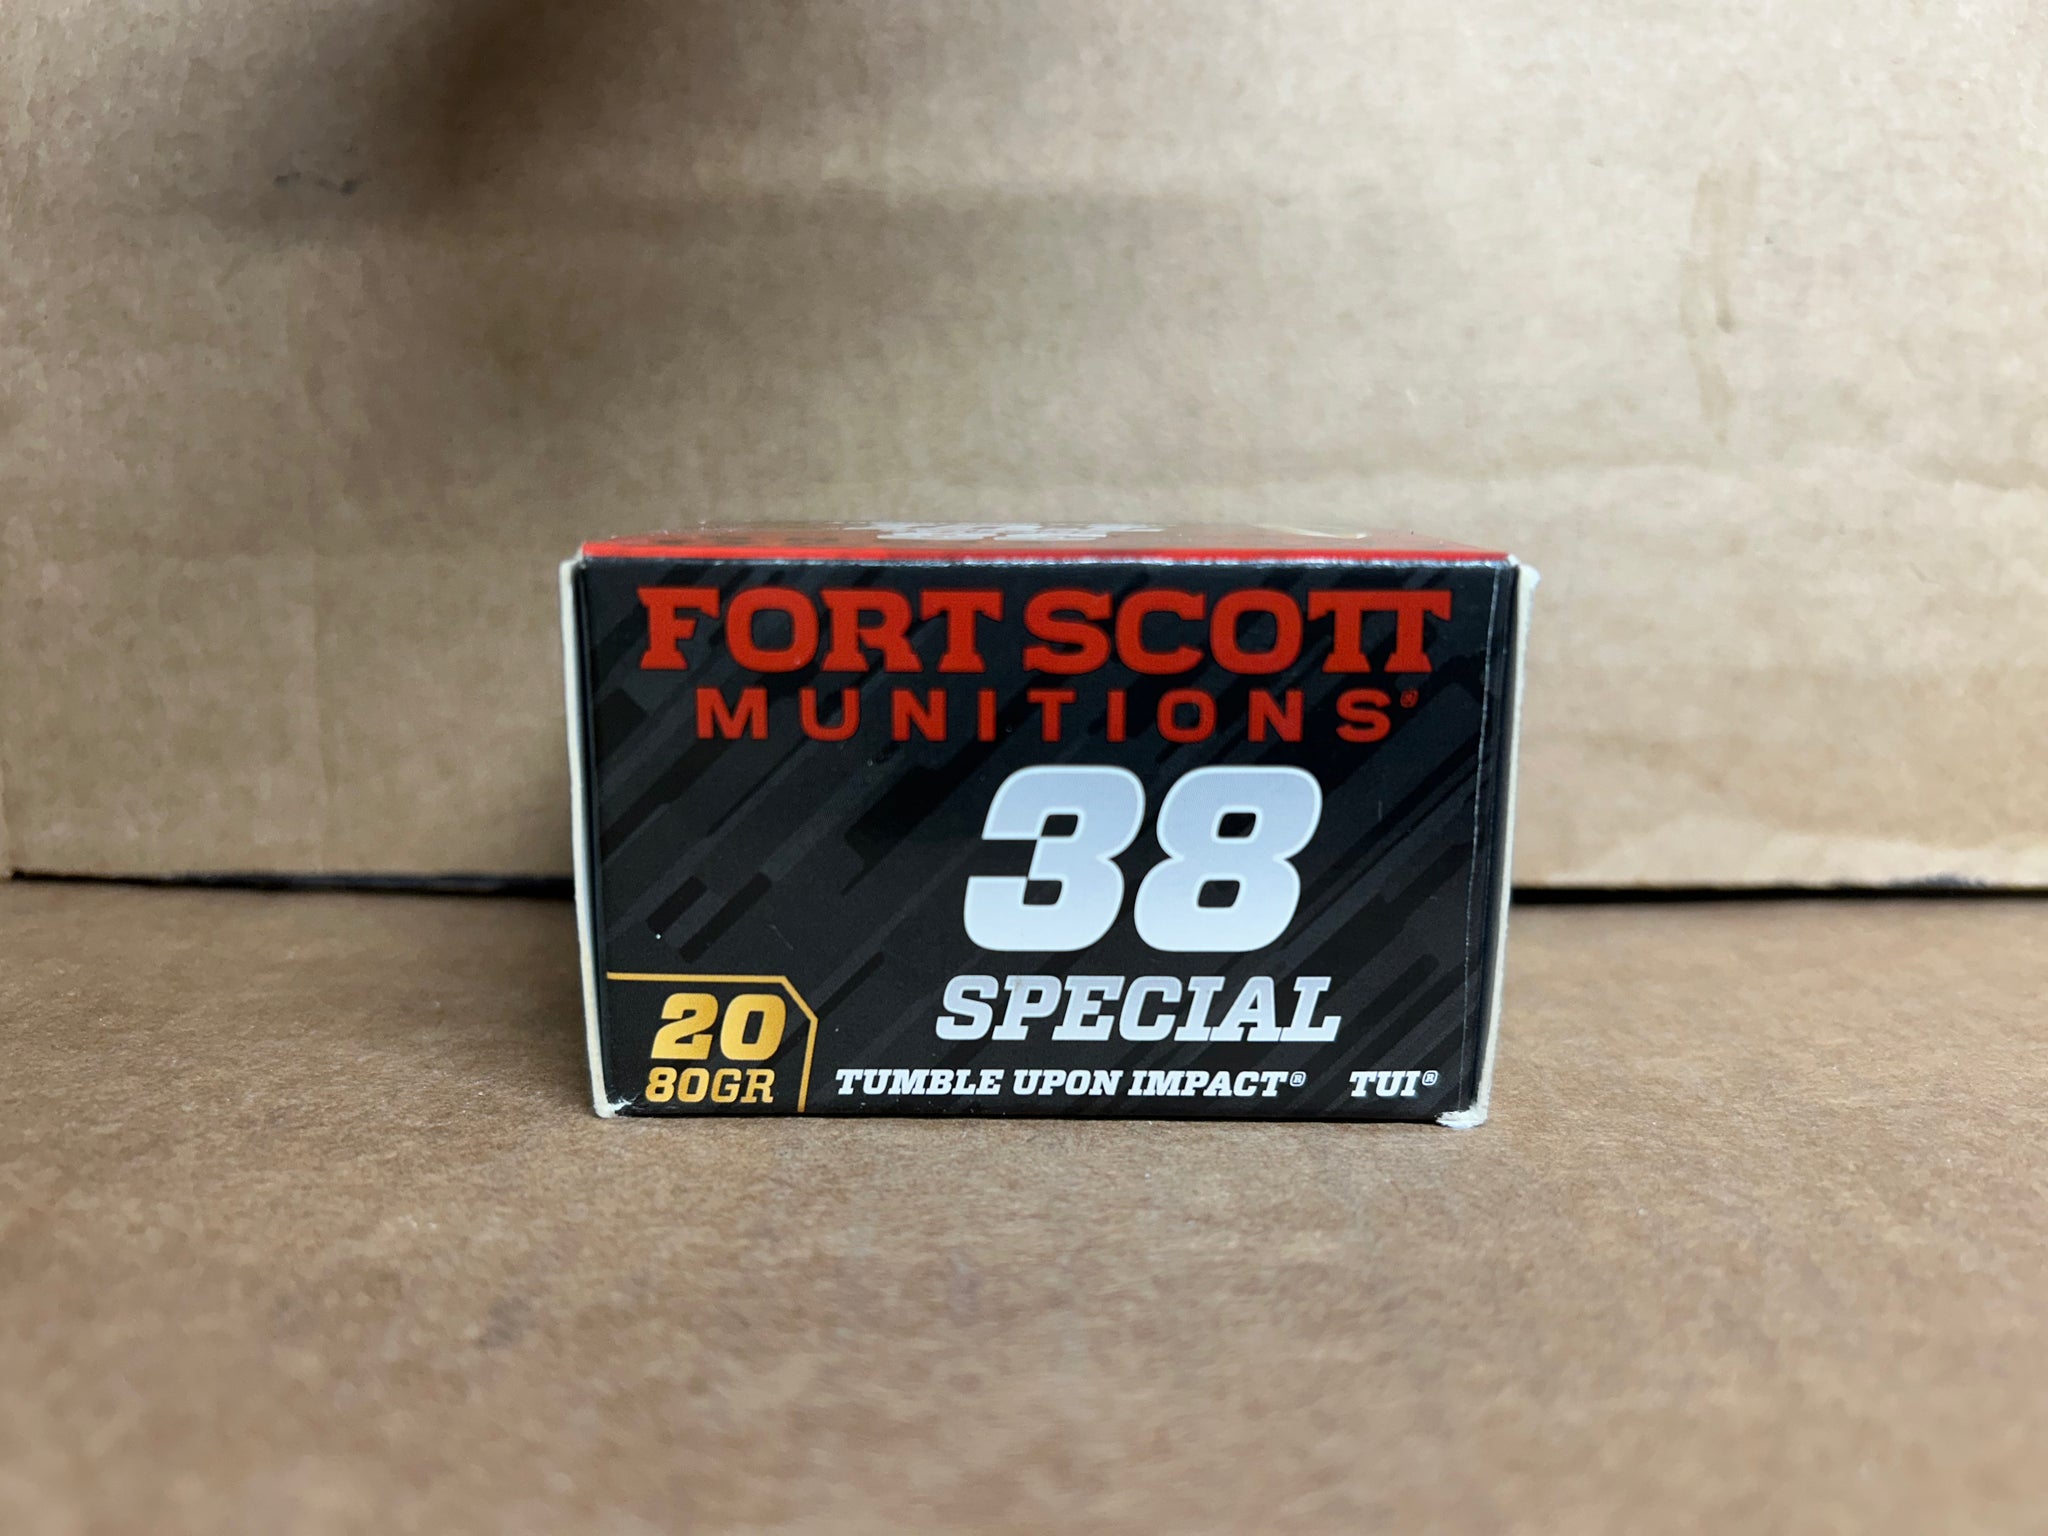 FORT SCOTT
MUNITIONS®
38
SPECIAL
20
80GR
TUMBLE UPON IMPACT® TUI®